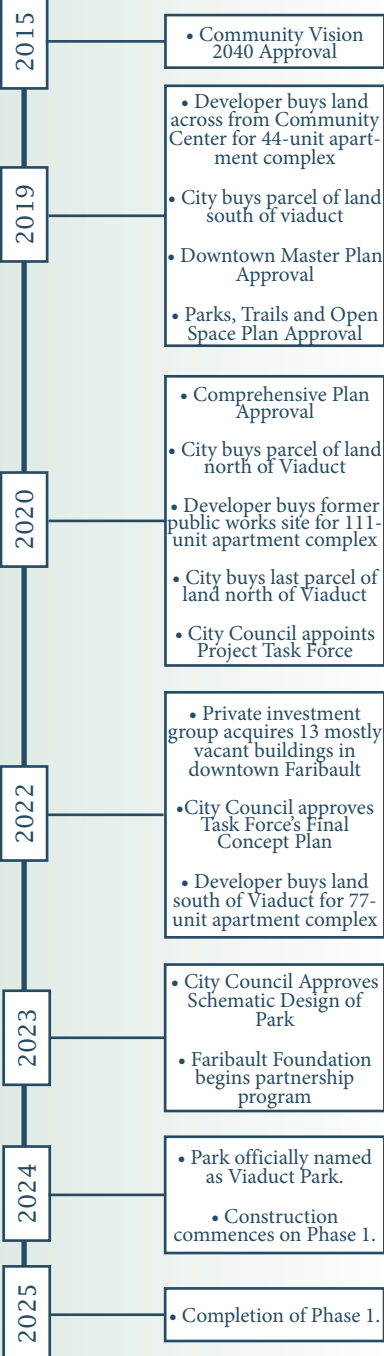 2015
• Community Vision
2040 Approval
2019
• Developer buys land
across from Community
Center for 44-unit apart-
ment complex
• City buys parcel of land
south of viaduct
• Downtown Master Plan
Approval
• Parks, Trails and Open
Space Plan Approval
2020
• Comprehensive Plan
Approval
• City buys parcel of land
north of Viaduct
• Developer buys former
public works site for 111-
unit apartment complex
• City buys last parcel of
land north of Viaduct
• City Council appoints
Project Task Force
2022
• Private investment
group acquires 13 mostly
vacant buildings in
downtown Faribault
•City Council approves
Task Force's Final
Concept Plan
• Developer buys land
south of Viaduct for 77-
unit apartment complex
2023
• City Council Approves
Schematic Design of
Park
• Faribault Foundation
begins partnership
program
2024
• Park officially named
as Viaduct Park.
• Construction
commences on Phase 1.
2025
• Completion of Phase 1.